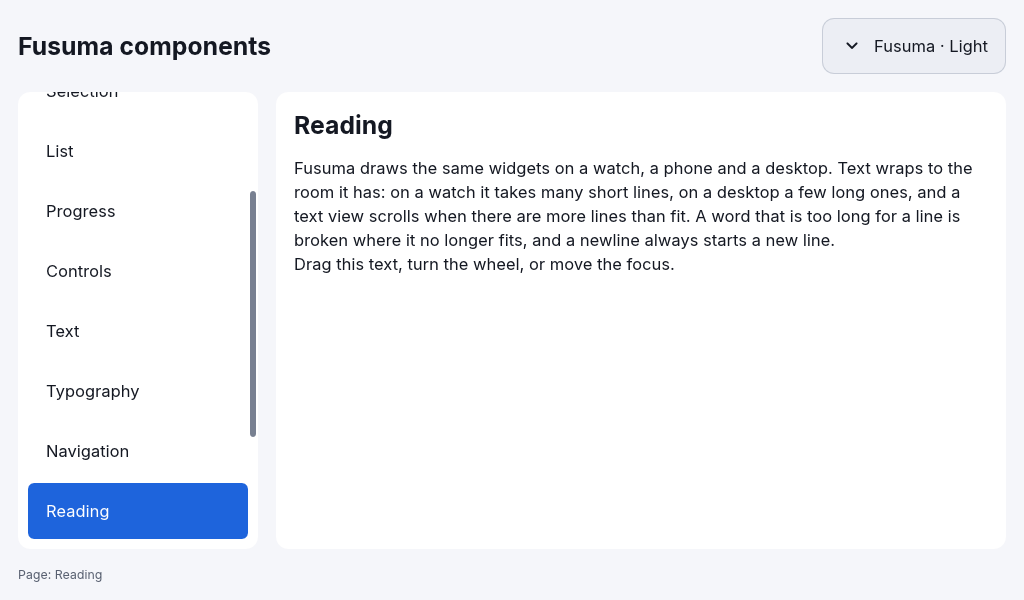 Fusuma components
Fusuma · Light
Selection
List
Progress
Controls
Text
Typography
Navigation
Reading
Reading
Fusuma draws the same widgets on a watch, a phone and a desktop. Text wraps to the
room it has: on a watch it takes many short lines, on a desktop a few long ones, and a
text view scrolls when there are more lines than fit. A word that is too long for a line is
broken where it no longer fits, and a newline always starts a new line.
Drag this text, turn the wheel, or move the focus.
Page: Reading